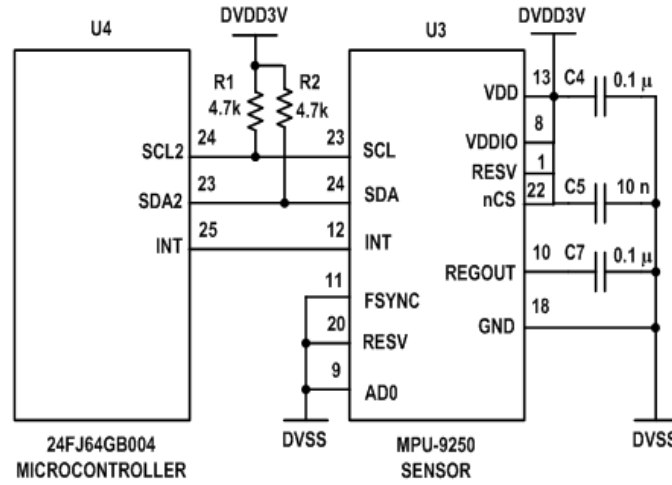 U4
DVDD3V
U3
DVDD3V
R1
R2
4.7k
4.7k
13
C4
0.1 μ
VDD
8
VDDIO
24
23
1
SCL2
SCL
RESV
22
C5
10 n
nCS
23
24
SDA2
SDA
25
12
INT
INT
10
C7
0.1 μ
REGOUT
11
FSYNC
18
GND
20
RESV
9
AD0
DVSS
DVSS
24FJ64GB004
MICROCONTROLLER
MPU-9250
SENSOR